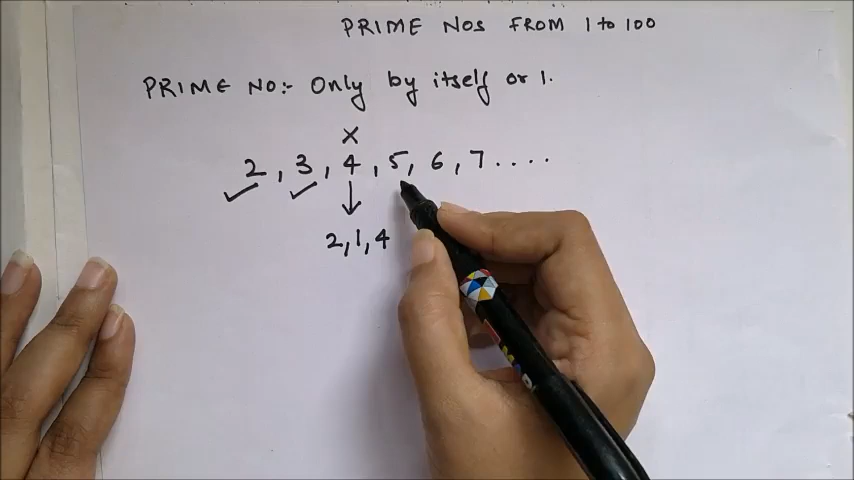 PRIME NOS FROM 1 to 100
PRIME NO:- Only by itself or 1.
×
2, 3, 4, 5, 6, 7....
2, 1, 4